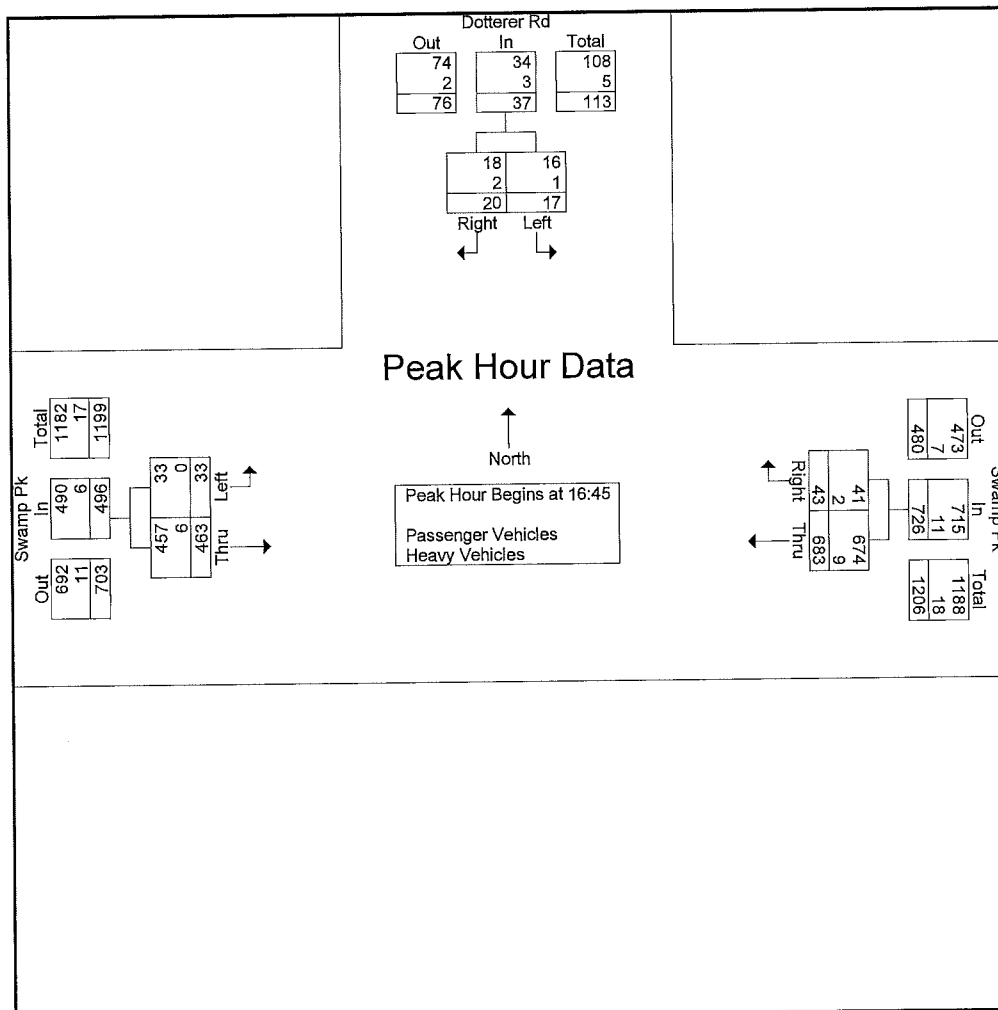 Dotterer Rd
Out In Total
74 34 108
2 3 5
76 37 113
18 16
2 1
20 17
Right Left
Peak Hour Data
North
Peak Hour Begins at 16:45
Passenger Vehicles
Heavy Vehicles
Swamp Pk
Total In Out
1182 490 692
17 6 11
1199 496 703
33 457
0 6
33 463
Left Thru
Out In Total
473 715 1188
7 11 18
480 726 1206
41 674
2 9
43 683
Right Thru